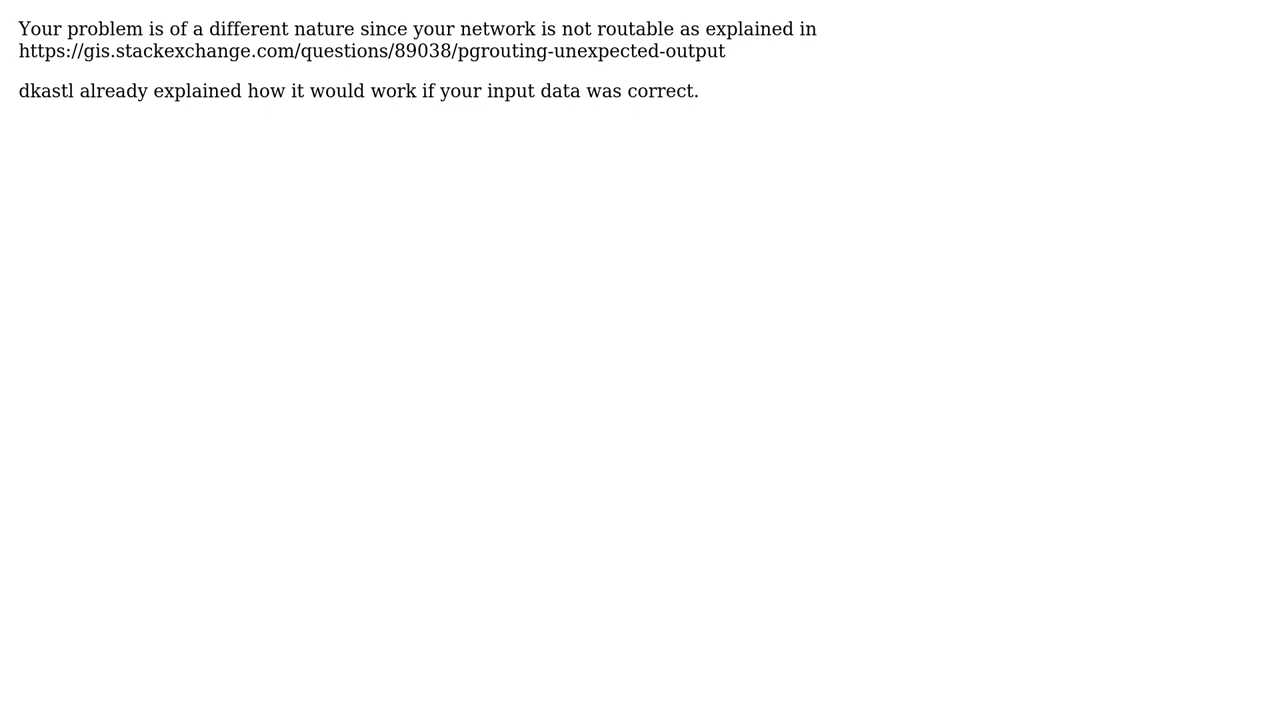 Your problem is of a different nature since your network is not routable as explained in
https://gis.stackexchange.com/questions/89038/pgrouting-unexpected-output
dkastl already explained how it would work if your input data was correct.